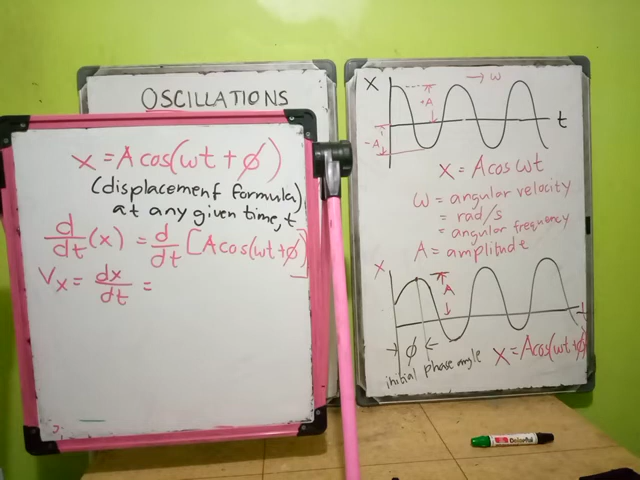 OSCILLATIONS
x = A cos(ωt + ϕ)
(displacement formula)
at any given time, t
d/dt (x) = d/dt [A cos(ωt + ϕ)]
Vx = dx/dt =
X
→ ω
+A
-A
t
X = A cos ωt
ω = angular velocity
= rad/s
= angular frequency
A = amplitude
X
A
t
ϕ
initial phase angle
X = A cos(ωt + ϕ)
Colorful